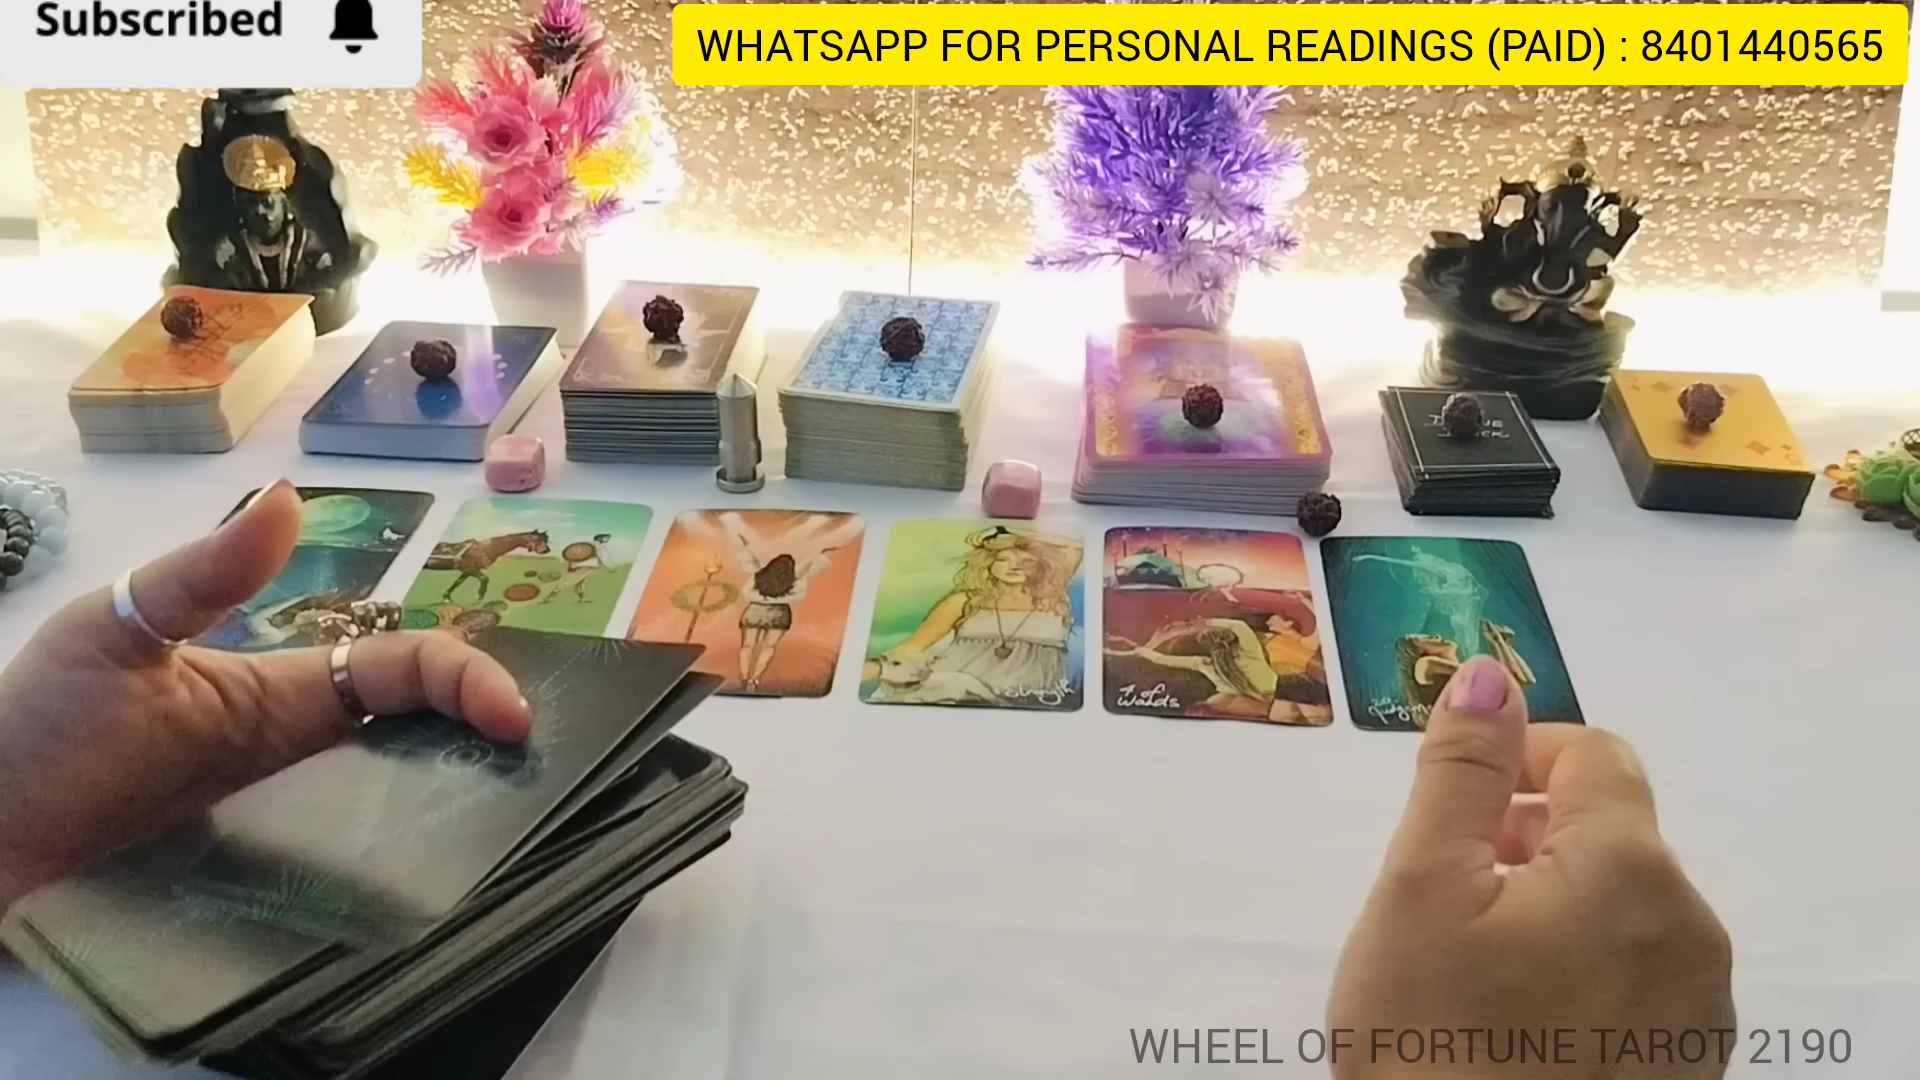 Subscribed
WHATSAPP FOR PERSONAL READINGS (PAID) : 8401440565
Strength
Wands
WHEEL OF FORTUNE TAROT 2190